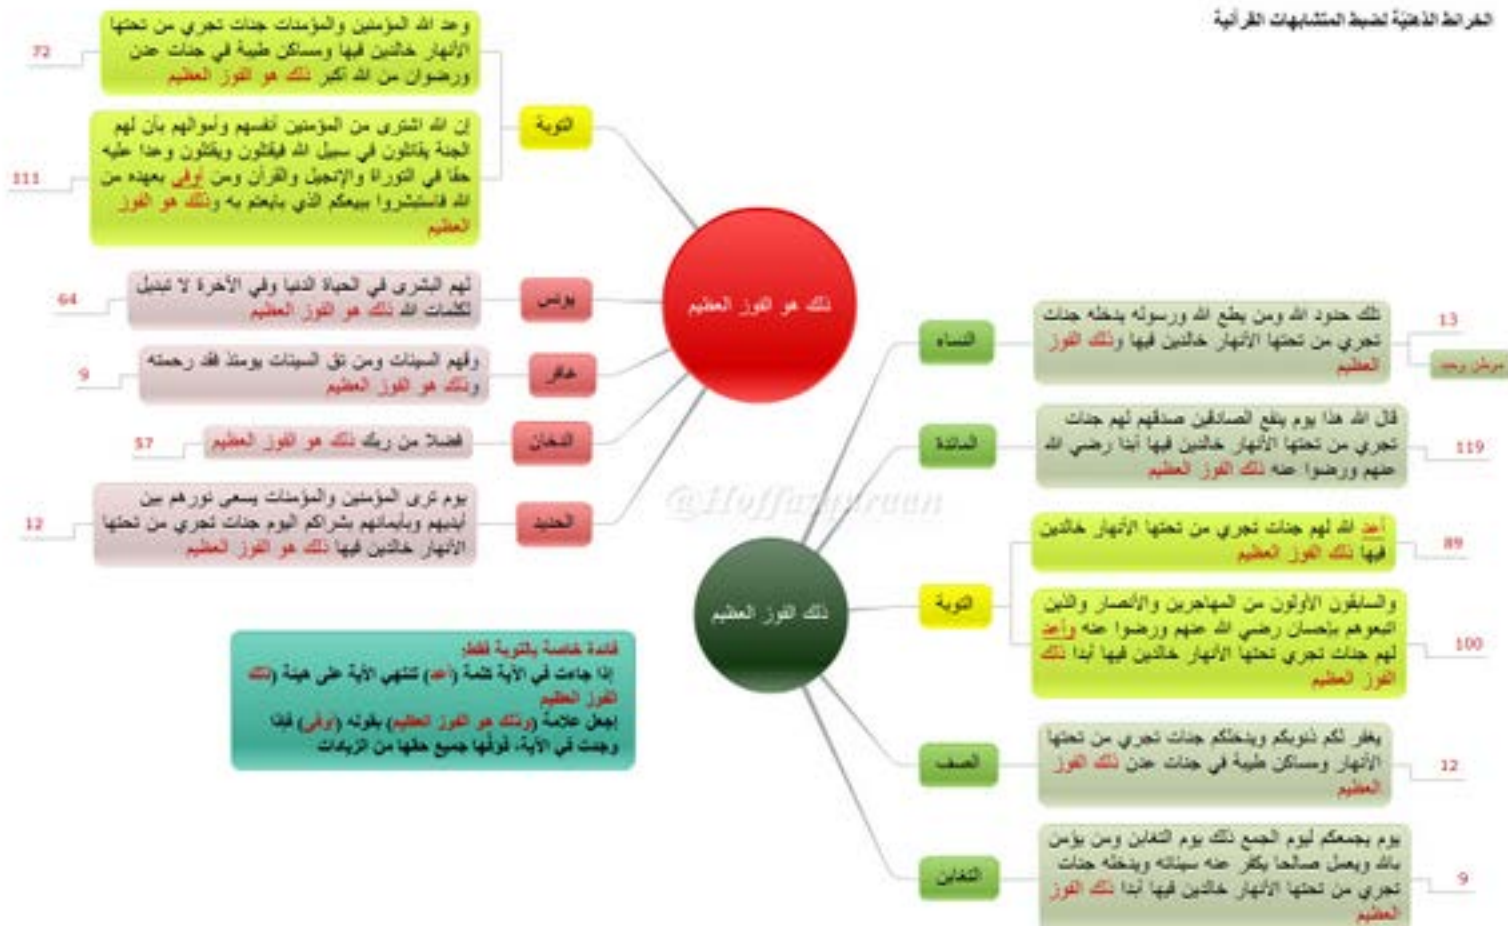 الخرائط الذهنيّة لضبط المتشابهات القرآنية
ذلك هو الفوز العظيم
التوبة
وعد الله المؤمنين والمؤمنات جنات تجري من تحتها
الأنهار خالدين فيها ومساكن طيبة في جنات عدن
ورضوان من الله أكبر ذلك هو الفوز العظيم
72
إن الله اشترى من المؤمنين أنفسهم وأموالهم بأن لهم
الجنة يقاتلون في سبيل الله فيقتلون ويقتلون وعدا عليه
حقا في التوراة والإنجيل والقرآن ومن أوفى بعهده من
الله فاستبشروا ببيعكم الذي بايعتم به وذلك هو الفوز
العظيم
111
يونس
لهم البشرى في الحياة الدنيا وفي الآخرة لا تبديل
لكلمات الله ذلك هو الفوز العظيم
64
غافر
وقهم السيئات ومن تق السيئات يومئذ فقد رحمته
وذلك هو الفوز العظيم
9
الدخان
فضلا من ربك ذلك هو الفوز العظيم
57
الحديد
يوم ترى المؤمنين والمؤمنات يسعى نورهم بين
أيديهم وبأيمانهم بشراكم اليوم جنات تجري من تحتها
الأنهار خالدين فيها ذلك هو الفوز العظيم
12
ذلك الفوز العظيم
النساء
تلك حدود الله ومن يطع الله ورسوله يدخله جنات
تجري من تحتها الأنهار خالدين فيها وذلك الفوز
العظيم
13
موطن وحيد
المائدة
قال الله هذا يوم ينفع الصادقين صدقهم لهم جنات
تجري من تحتها الأنهار خالدين فيها أبدا رضي الله
عنهم ورضوا عنه ذلك الفوز العظيم
119
التوبة
أعد الله لهم جنات تجري من تحتها الأنهار خالدين
فيها ذلك الفوز العظيم
89
والسابقون الأولون من المهاجرين والأنصار والذين
اتبعوهم بإحسان رضي الله عنهم ورضوا عنه وأعد
لهم جنات تجري تحتها الأنهار خالدين فيها أبدا ذلك
الفوز العظيم
100
الصف
يغفر لكم ذنوبكم ويدخلكم جنات تجري من تحتها
الأنهار ومساكن طيبة في جنات عدن ذلك الفوز
العظيم
12
التغابن
يوم يجمعكم ليوم الجمع ذلك يوم التغابن ومن يؤمن
بالله ويعمل صالحا يكفر عنه سيئاته ويدخله جنات
تجري من تحتها الأنهار خالدين فيها أبدا ذلك الفوز
العظيم
9
فائدة خاصة بالتوبة فقط:
إذا جاءت في الآية كلمة (أعد) تنتهي الآية على هيئة (ذلك
الفوز العظيم
إجعل علامة (وذلك هو الفوز العظيم) بقوله (أوفى) فإذا
وجدت في الآية، فوفّها جميع حقها من الزيادات